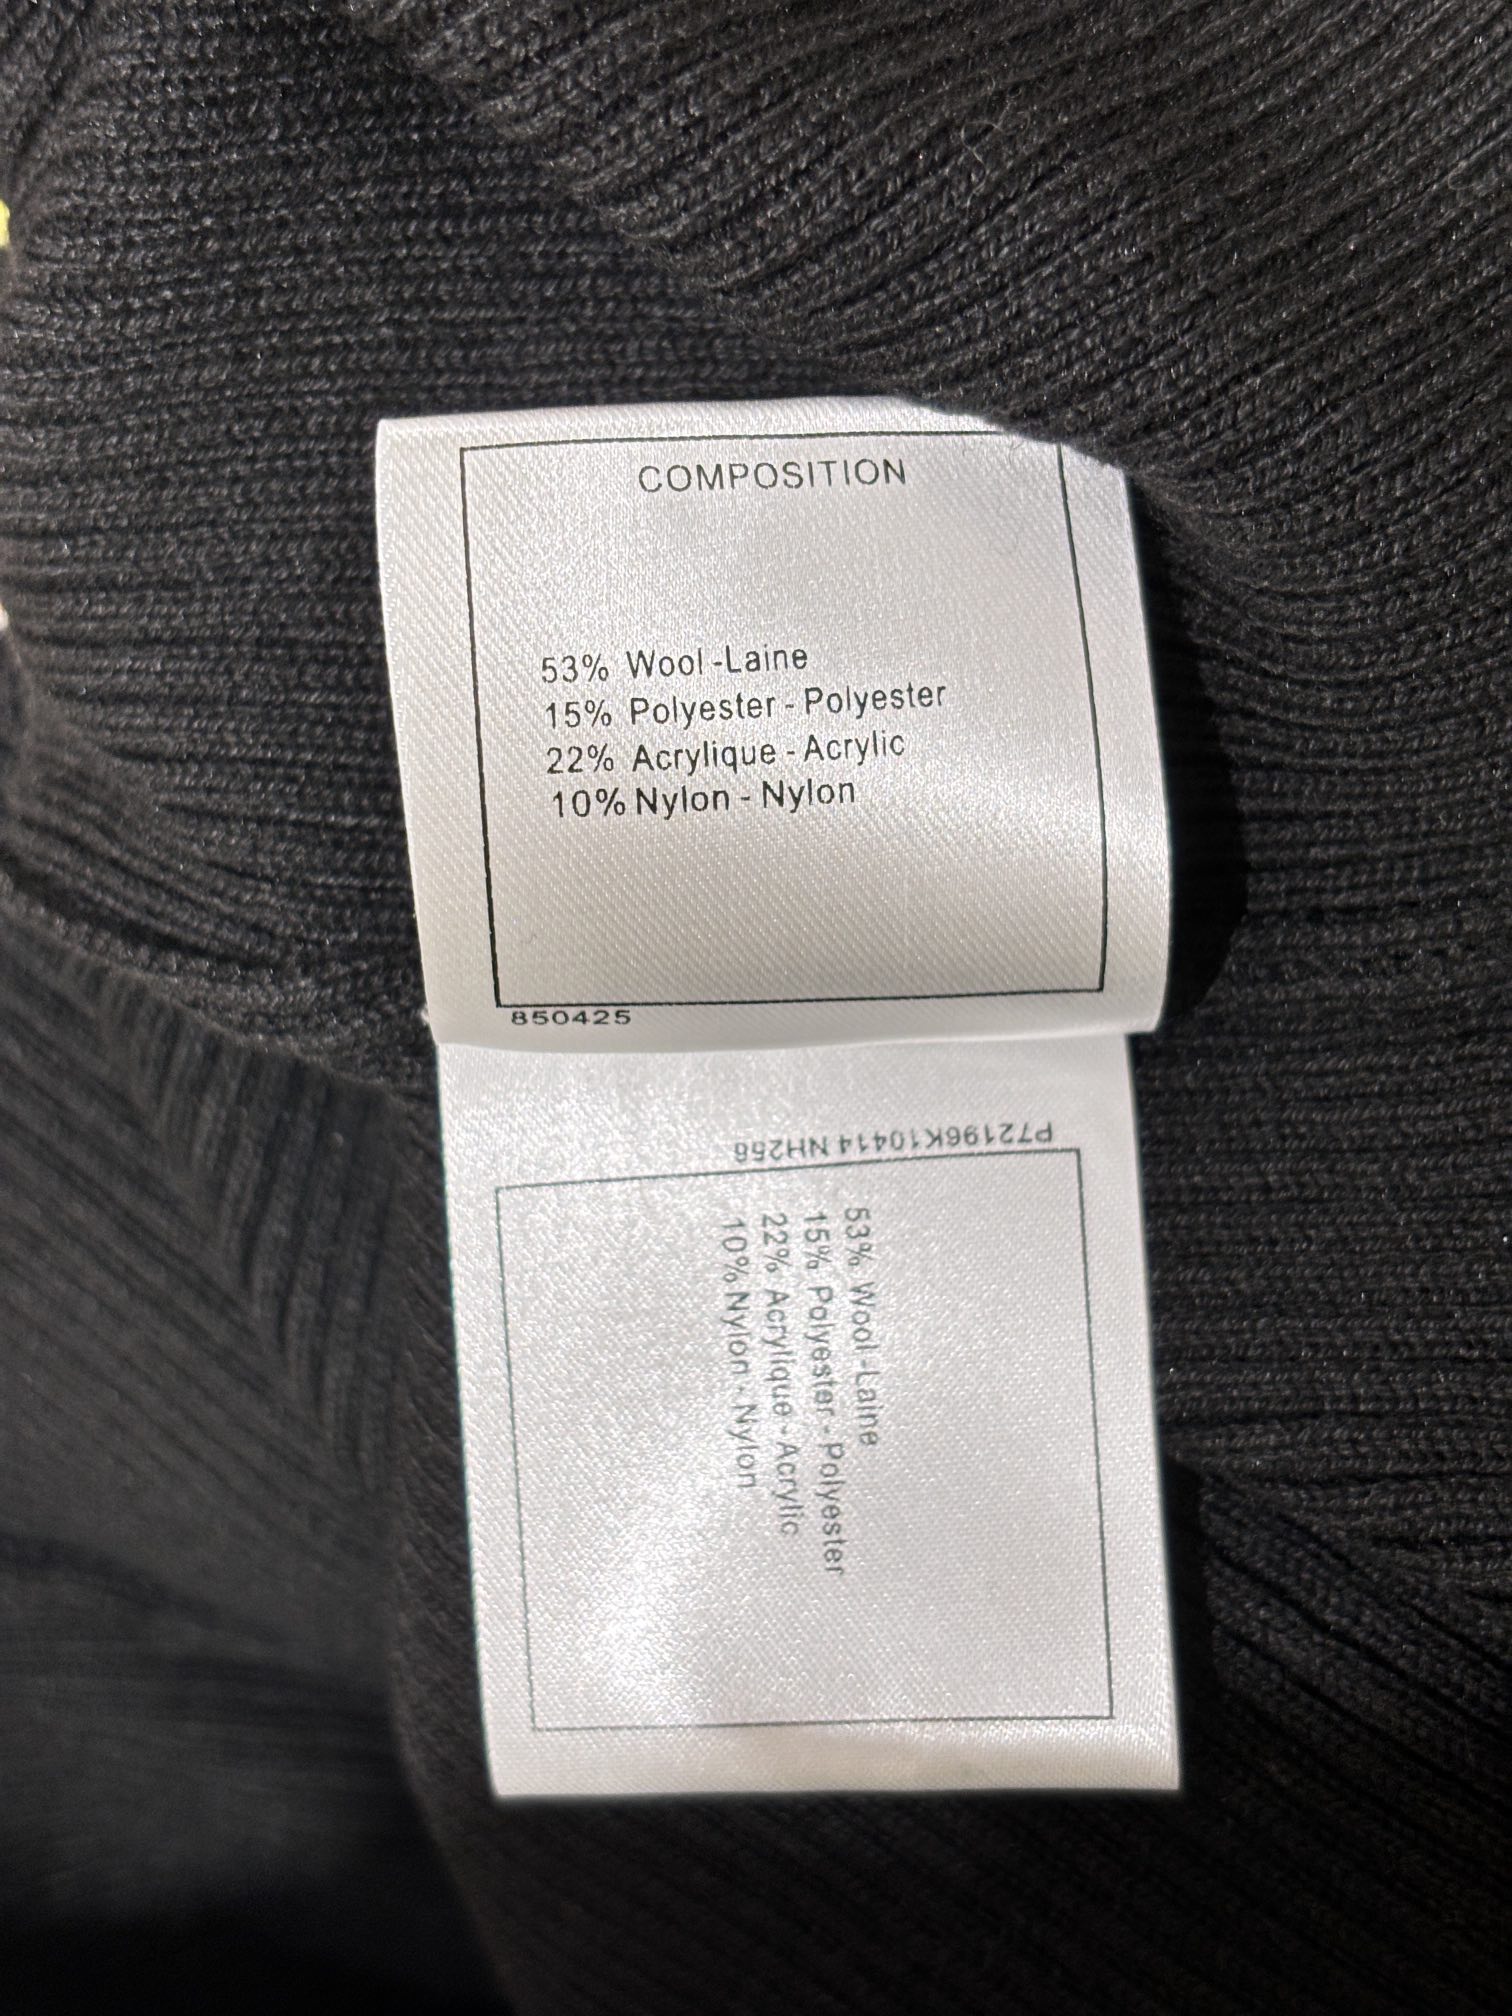 COMPOSITION
53% Wool -Laine
15% Polyester - Polyester
22% Acrylique - Acrylic
10% Nylon - Nylon
850425
P72196K10414 NH256
53% Wool -Laine
15% Polyester - Polyester
22% Acrylique - Acrylic
10% Nylon - Nylon